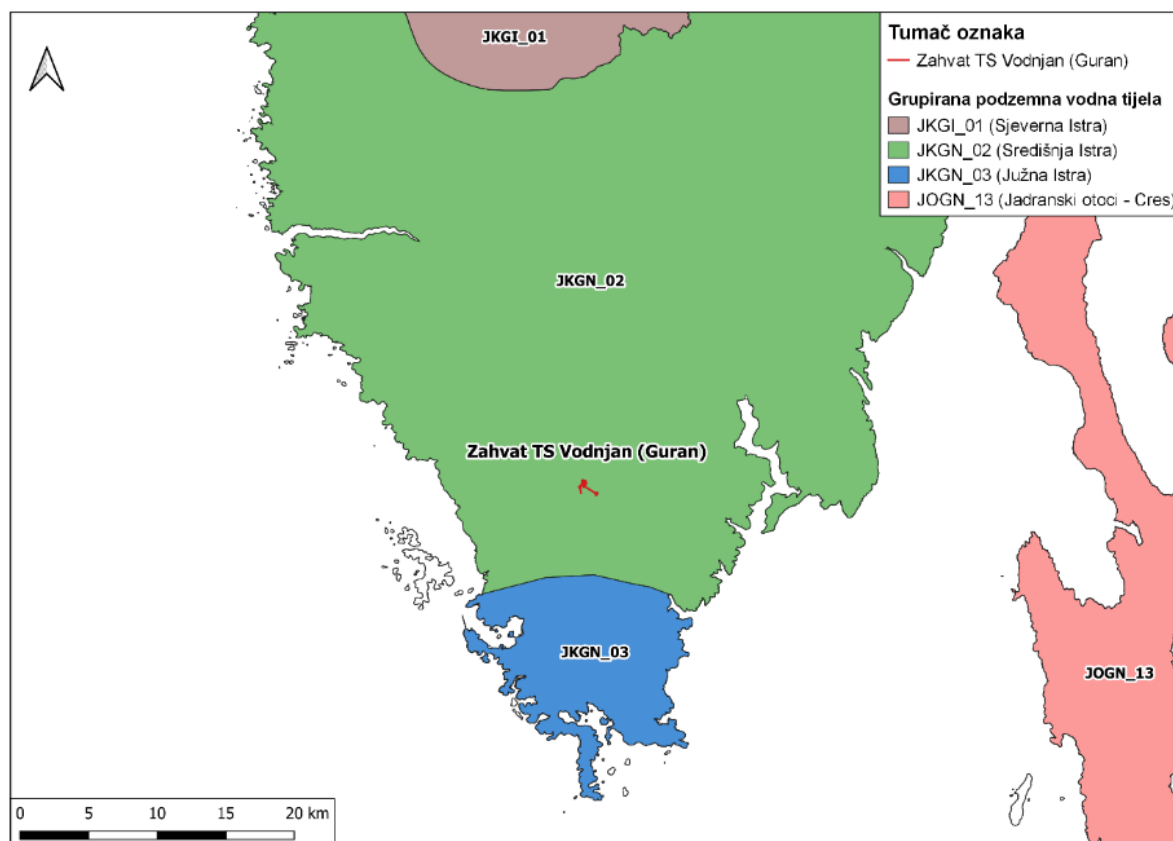 JKGI_01
Tumač oznaka
Zahvat TS Vodnjan (Guran)
Grupirana podzemna vodna tijela
JKGI_01 (Sjeverna Istra)
JKGN_02 (Središnja Istra)
JKGN_03 (Južna Istra)
JOGN_13 (Jadranski otoci - Cres)
JKGN_02
Zahvat TS Vodnjan (Guran)
JKGN_03
JOGN_13
0 5 10 15 20 km